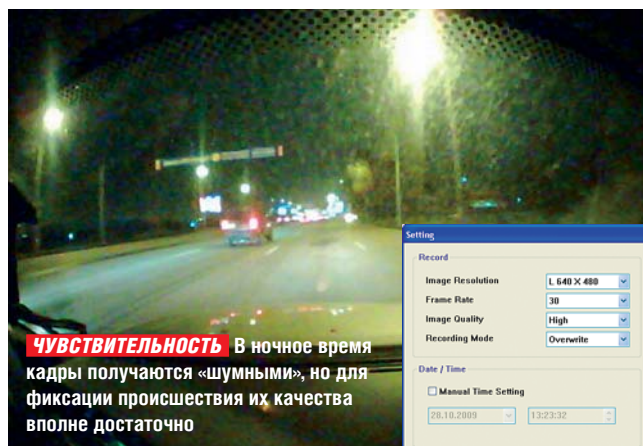 ЧУВСТВИТЕЛЬНОСТЬ В ночное время
кадры получаются «шумными», но для
фиксации происшествия их качества
вполне достаточно
Setting
Record
Image Resolution L 640 X 480
Frame Rate 30
Image Quality High
Recording Mode Overwrite
Date / Time
Manual Time Setting
28.10.2009 13:23:32